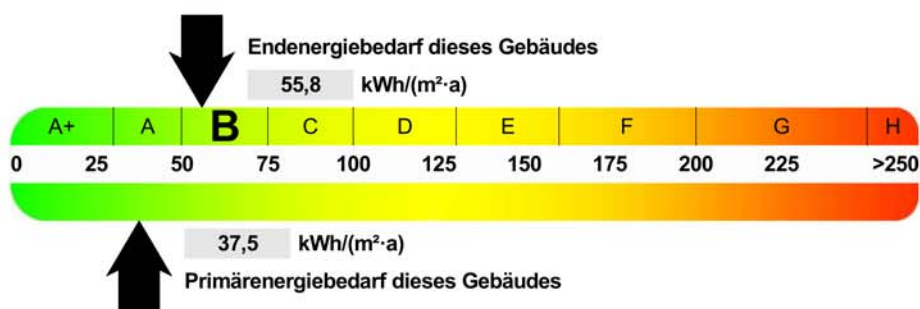 Endenergiebedarf dieses Gebäudes
55,8 kWh/(m²·a)
A+ A B C D E F G H
0 25 50 75 100 125 150 175 200 225 >250
37,5 kWh/(m²·a)
Primärenergiebedarf dieses Gebäudes